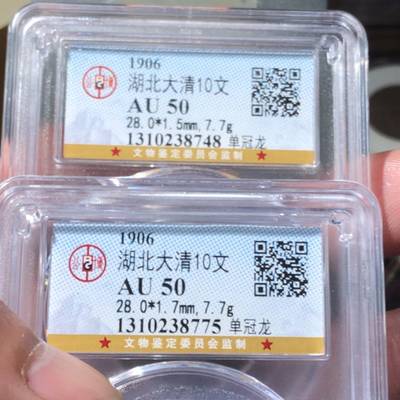 1906
湖北大清10文
AU 50
28.0*1.5mm,7.7g
1310238748 单冠龙
★ 文物鉴定委员会监制 ★
1906
湖北大清10文
AU 50
28.0*1.7mm,7.7g
1310238775 单冠龙
★ 文物鉴定委员会监制 ★